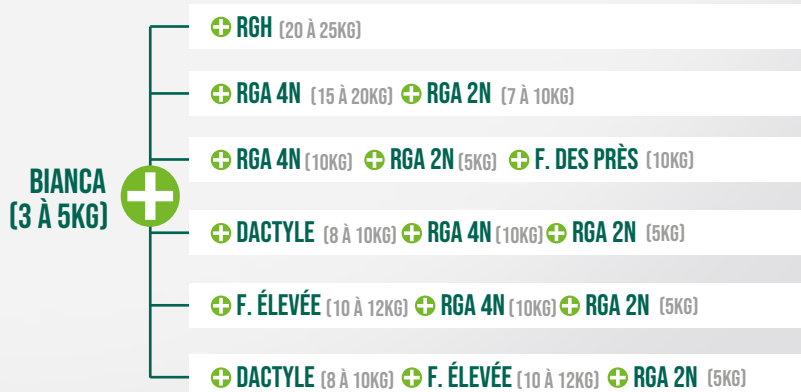 RGH (20 À 25KG)
RGA 4N (15 À 20KG) RGA 2N (7 À 10KG)
RGA 4N (10KG) RGA 2N (5KG) F. DES PRÈS (10KG)
BIANCA
(3 À 5KG)
DACTYLE (8 À 10KG) RGA 4N (10KG) RGA 2N (5KG)
F. ÉLEVÉE (10 À 12KG) RGA 4N (10KG) RGA 2N (5KG)
DACTYLE (8 À 10KG) F. ÉLEVÉE (10 À 12KG) RGA 2N (5KG)